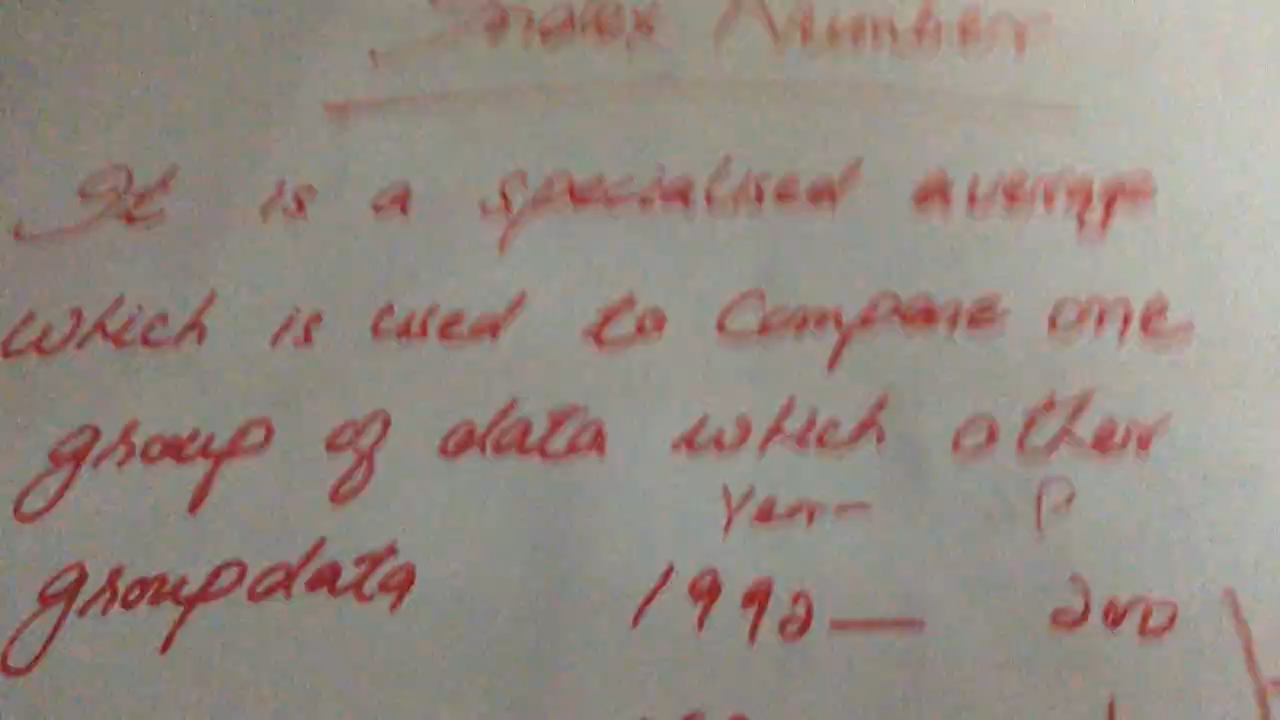 Index Number
It is a specialised average
which is used to compare one
group of data which other
Year P
group data 1992 — 200